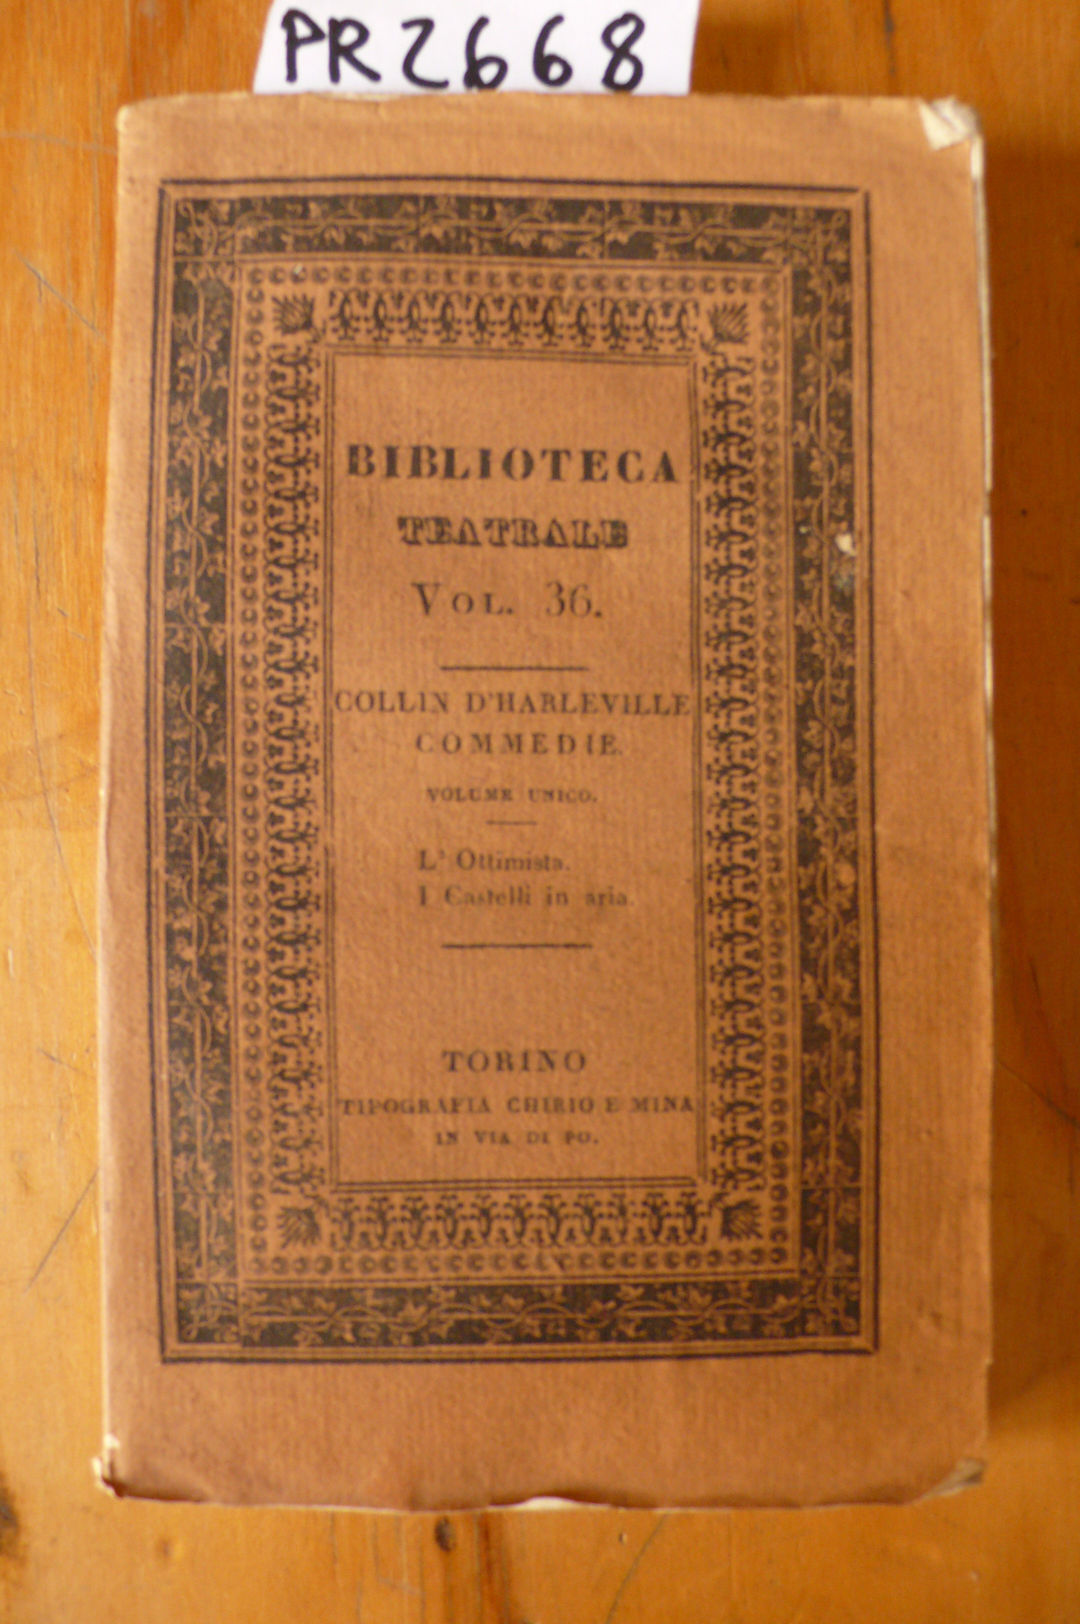 PR2668
BIBLIOTECA
TEATRALE
VOL. 36.
COLLIN D'HARLEVILLE
COMMEDIE
VOLUME UNICO.
L' Ottimista.
I Castelli in aria.
TORINO
TIPOGRAFIA CHIRIO E MINA
IN VIA DI PO.